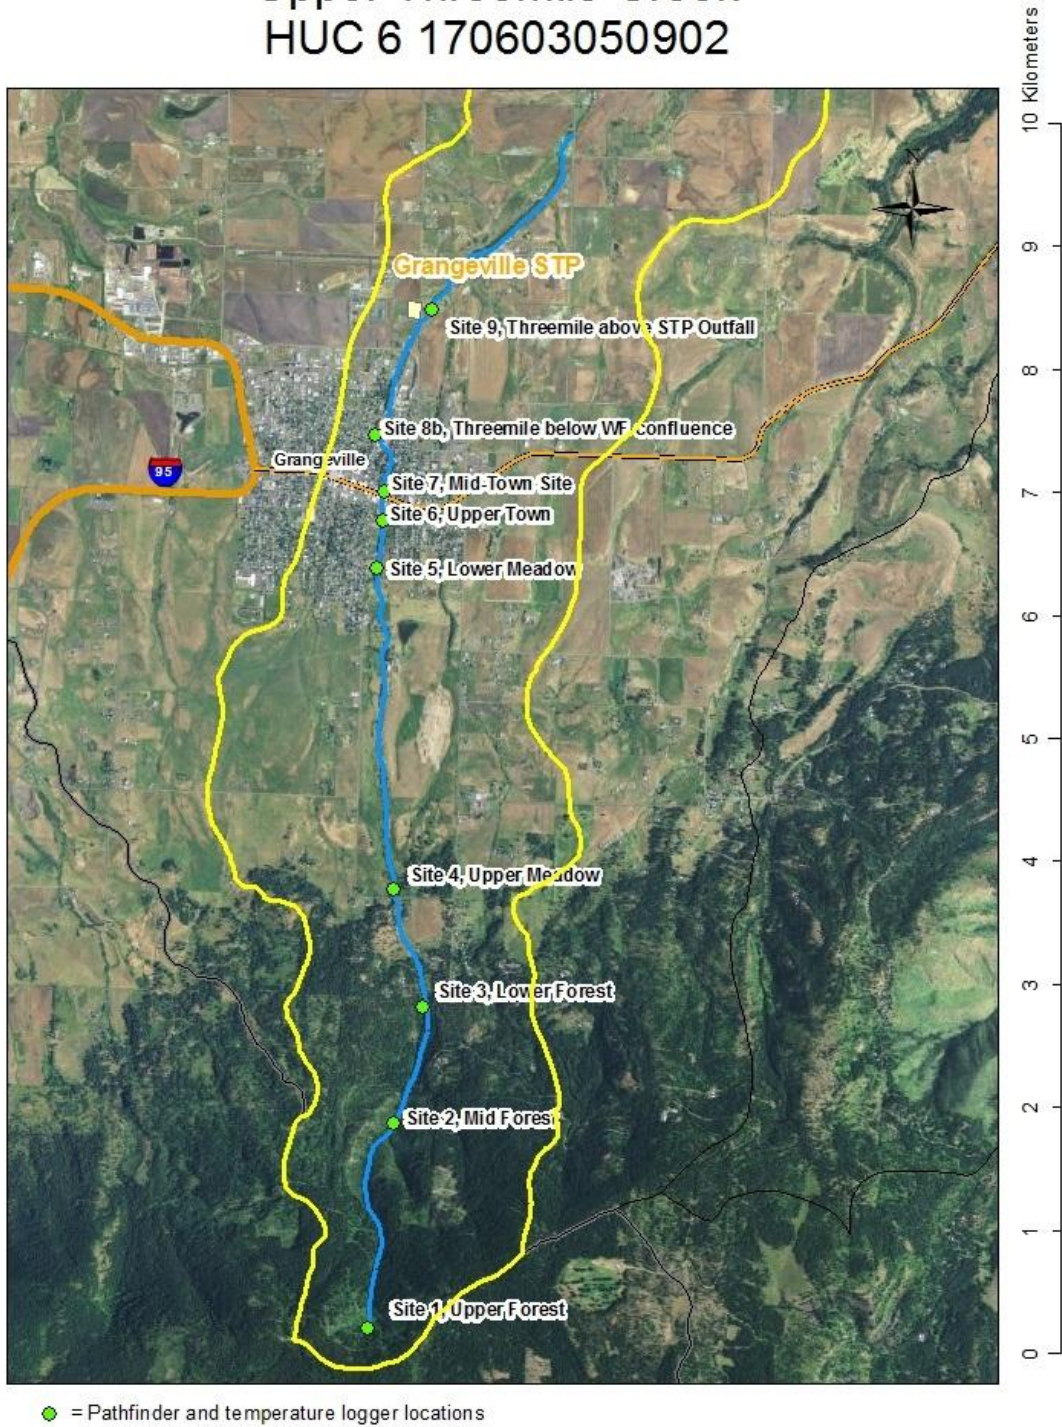 Upper Threemile Creek
HUC 6 170603050902
N
Grangeville STP
Site 9, Threemile above STP Outfall
Site 8b, Threemile below WF Confluence
Grangeville
95
Site 7, Mid-Town Site
Site 6, Upper Town
Site 5, Lower Meadow
Site 4, Upper Meadow
Site 3, Lower Forest
Site 2, Mid Forest
Site 1, Upper Forest
10 Kilometers
9
8
7
6
5
4
3
2
1
0
= Pathfinder and temperature logger locations